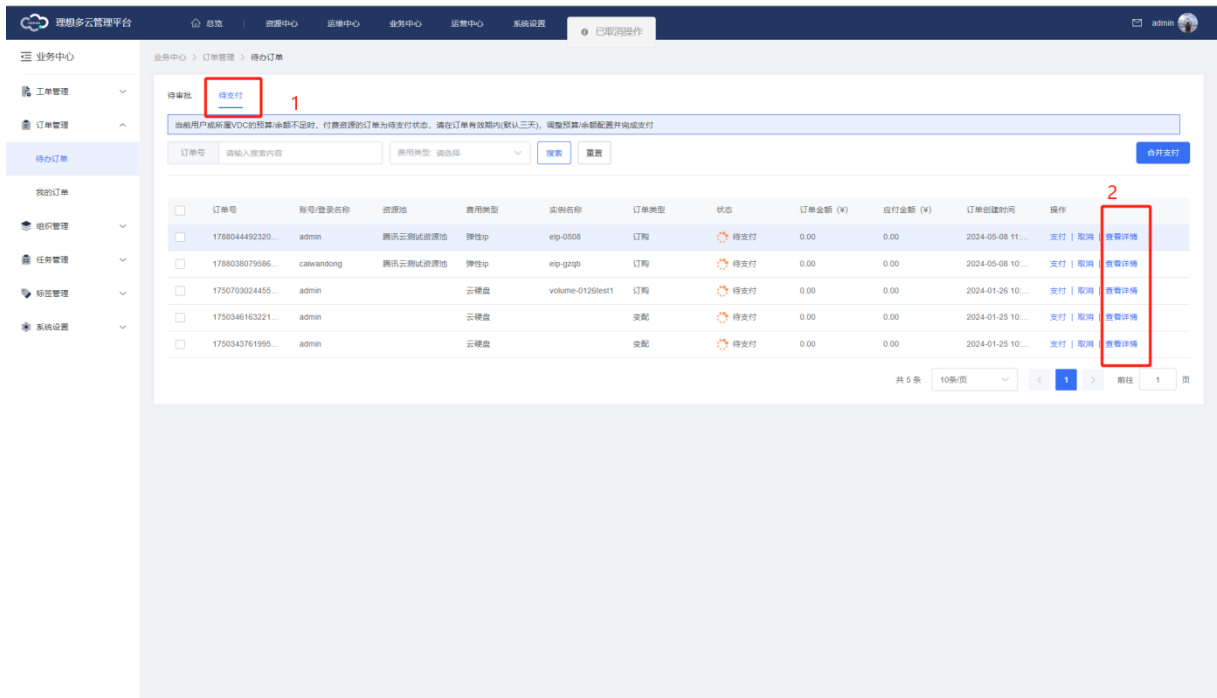 理想多云管理平台 总览 | 资源中心 运维中心 业务中心 运营中心 系统设置 已取消操作 admin
业务中心 业务中心 > 订单管理 > 待办订单
工单管理
订单管理
待办订单
我的订单
组织管理
任务管理
标签管理
系统设置
待审批 待支付 1
当前用户或所属VDC的预算/余额不足时，付费资源的订单为待支付状态，请在订单有效期内(默认三天)，调整预算/余额配置并完成支付
订单号 请输入搜索内容 费用类型: 请选择 搜索 重置 合并支付
2
订单号 账号/登录名称 资源池 费用类型 实例名称 订单类型 状态 订单金额 (¥) 应付金额 (¥) 订单创建时间 操作
1788044492320... admin 腾讯云测试资源池 弹性ip eip-0508 订购 待支付 0.00 0.00 2024-05-08 11:... 支付 | 取消 | 查看详情
1788038079586... caiwandong 腾讯云测试资源池 弹性ip eip-gzqb 订购 待支付 0.00 0.00 2024-05-08 10:... 支付 | 取消 | 查看详情
1750703024455... admin 云硬盘 volume-0126test1 订购 待支付 0.00 0.00 2024-01-26 10:... 支付 | 取消 | 查看详情
1750346163221... admin 云硬盘 变配 待支付 0.00 0.00 2024-01-25 10:... 支付 | 取消 | 查看详情
1750343761995... admin 云硬盘 变配 待支付 0.00 0.00 2024-01-25 10:... 支付 | 取消 | 查看详情
共 5 条 10条/页 < 1 > 前往 1 页